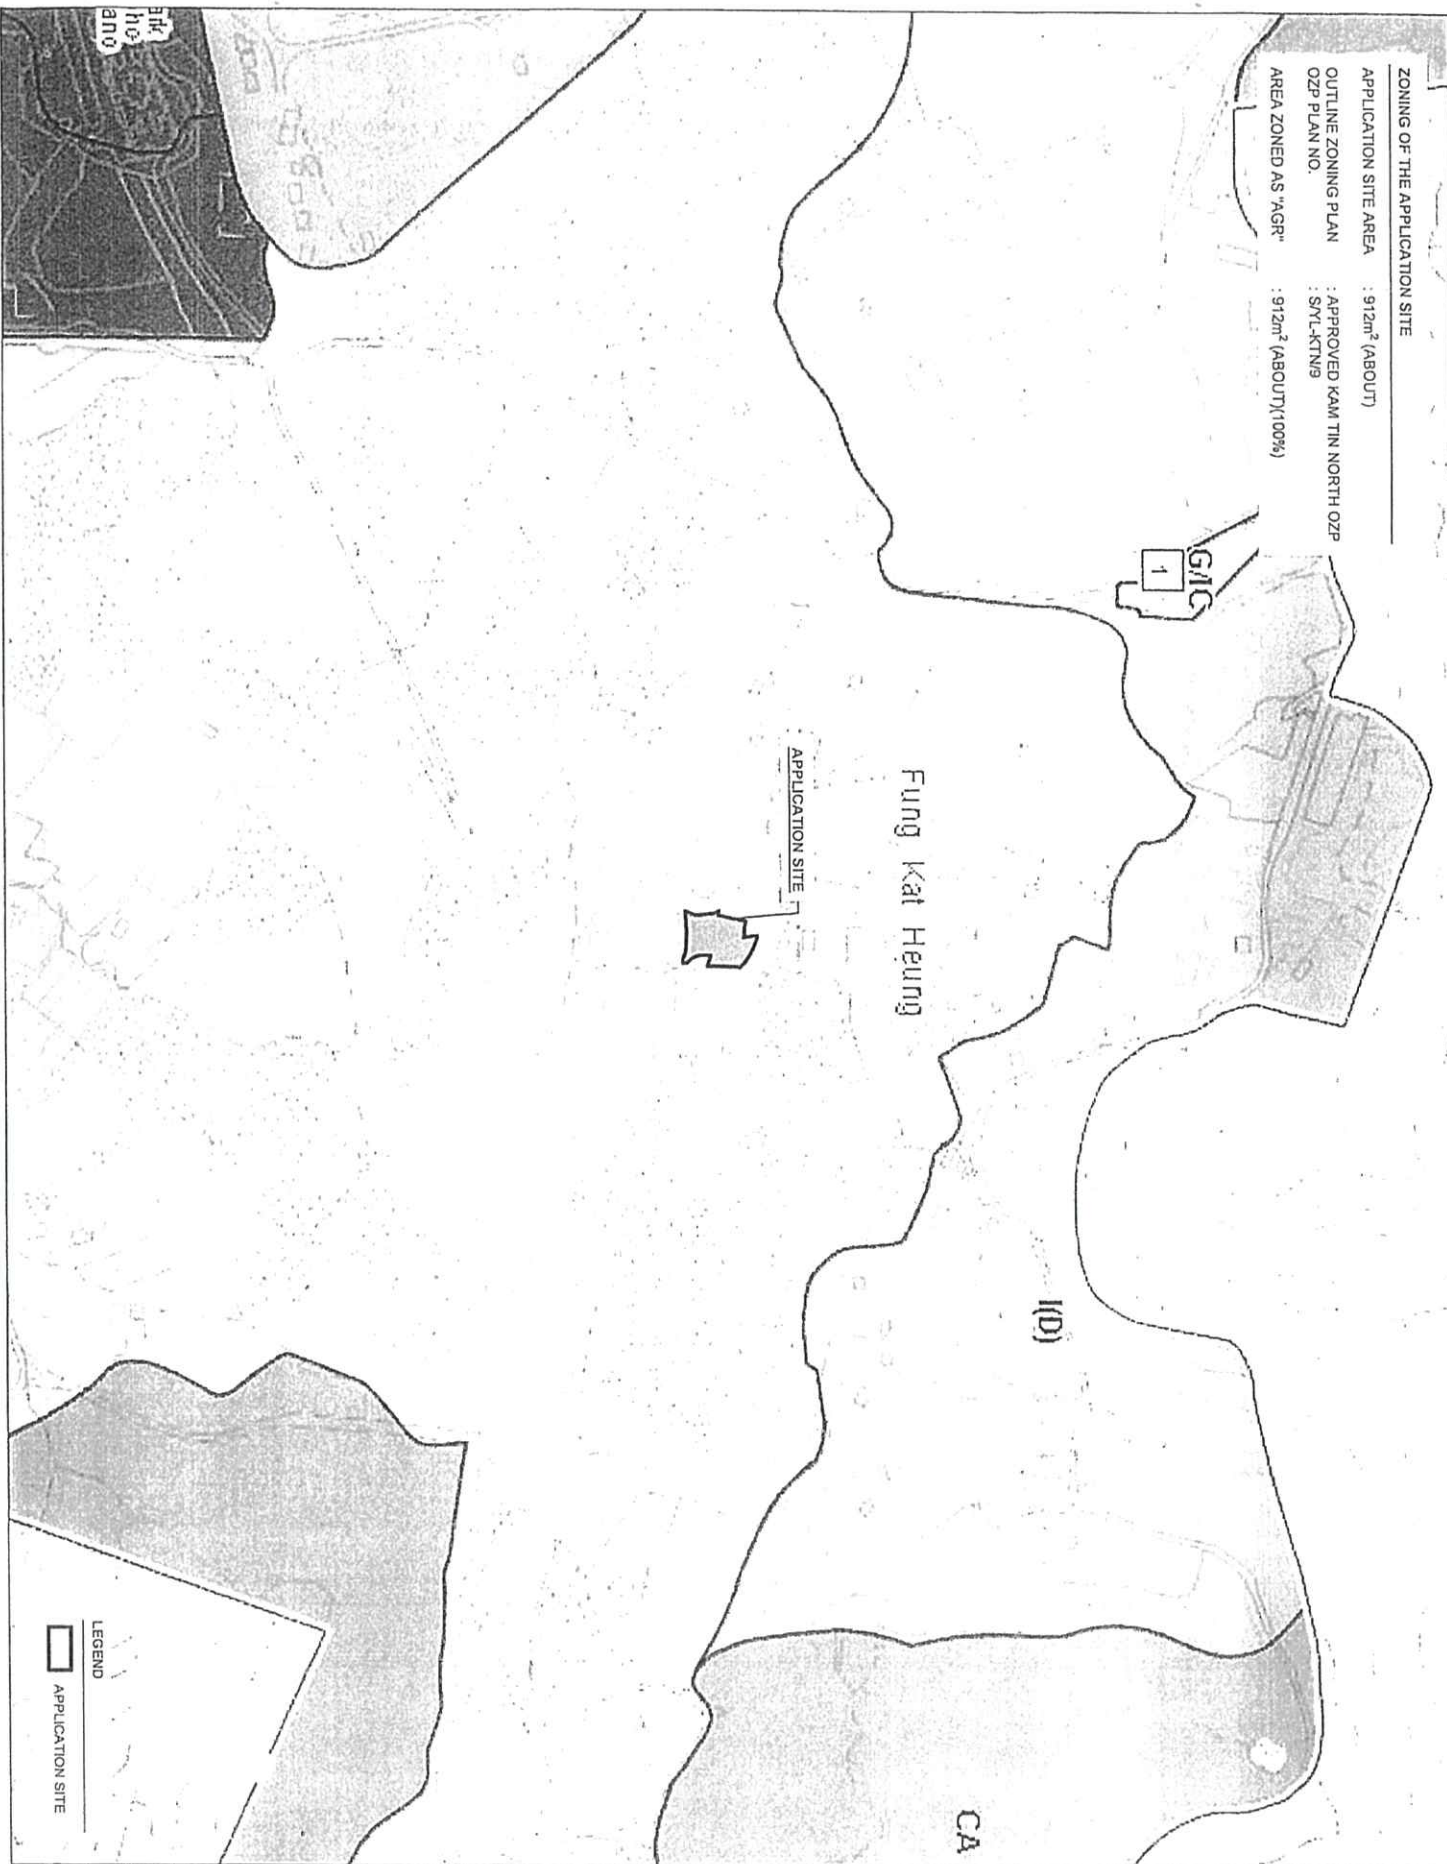 ZONING OF THE APPLICATION SITE
APPLICATION SITE AREA : 912m² (ABOUT)
OUTLINE ZONING PLAN : APPROVED KAM TIN NORTH OZP
OZP PLAN NO. : S/YL-KTN/9
AREA ZONED AS "AGR" : 912m² (ABOUT)(100%)
G/IC
1
Fung Kat Heung
APPLICATION SITE
I(D)
CA
LEGEND
APPLICATION SITE